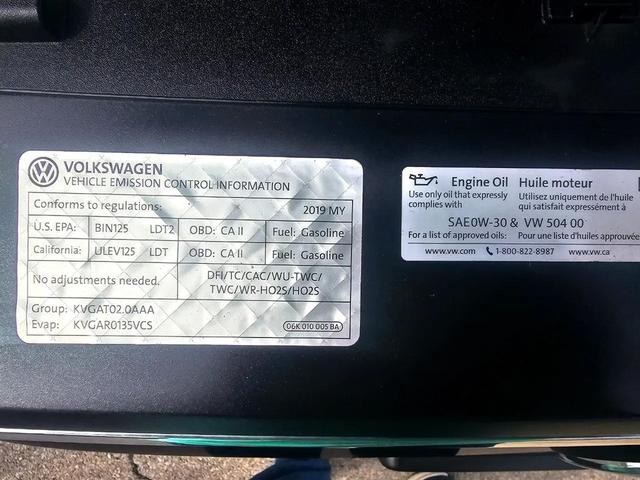 VOLKSWAGEN
VEHICLE EMISSION CONTROL INFORMATION
Conforms to regulations: 2019 MY
U.S. EPA: BIN125 LDT2 OBD: CA II Fuel: Gasoline
California: ULEV125 LDT OBD: CA II Fuel: Gasoline
No adjustments needed.
DFI/TC/CAC/WU-TWC/
TWC/WR-HO2S/HO2S
Group: KVGAT02.0AAA
Evap: KVGAR0135VCS
06K 010 005 BA
Engine Oil Huile moteur
Use only oil that expressly complies with
Utilisez uniquement de l'huile qui satisfait expressément à
SAE0W-30 & VW 504 00
For a list of approved oils: Pour une liste d'huiles approuvée
www.vw.com 1-800-822-8987 www.vw.ca